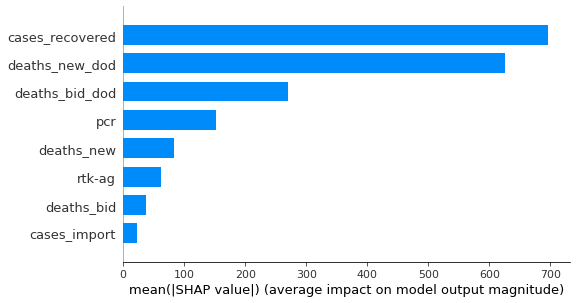 cases_recovered
deaths_new_dod
deaths_bid_dod
pcr
deaths_new
rtk-ag
deaths_bid
cases_import
0 100 200 300 400 500 600 700
mean(|SHAP value|) (average impact on model output magnitude)